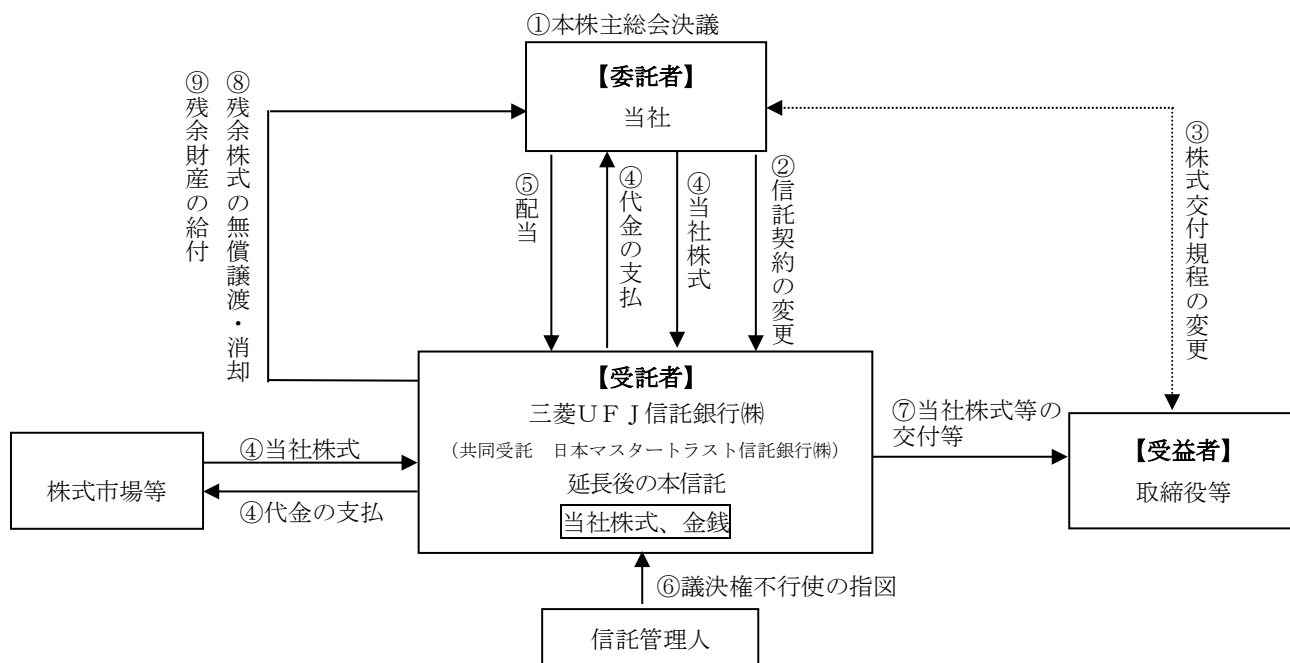 ①本株主総会決議
【委託者】
当社
⑨残余財産の給付
⑧残余株式の無償譲渡・消却
⑤配当
④代金の支払
④当社株式
②信託契約の変更
③株式交付規程の変更
【受託者】
三菱UFJ信託銀行㈱
(共同受託 日本マスタートラスト信託銀行㈱)
延長後の本信託
当社株式、金銭
株式市場等
④当社株式
④代金の支払
⑦当社株式等の
交付等
【受益者】
取締役等
⑥議決権不行使の指図
信託管理人